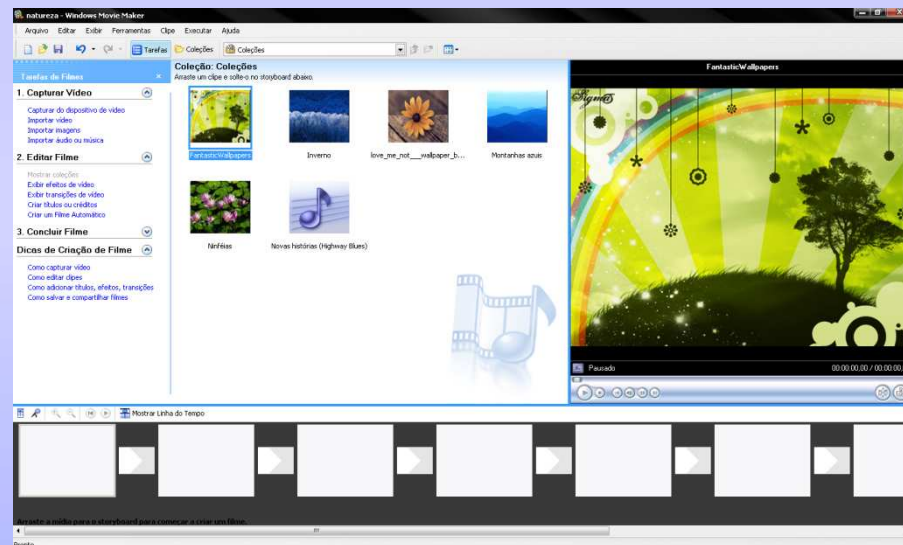 natureza - Windows Movie Maker
Arquivo Editar Exibir Ferramentas Clipe Executar Ajuda
Tarefas Coleções Coleções
Tarefas de Filmes
1. Capturar Vídeo
Capturar do dispositivo de vídeo
Importar vídeo
Importar imagens
Importar áudio ou música
2. Editar Filme
Mostrar coleções
Exibir efeitos de vídeo
Exibir transições de vídeo
Criar títulos ou créditos
Criar um Filme Automático
3. Concluir Filme
Dicas de Criação de Filme
Como capturar vídeo
Como editar clipes
Como adicionar títulos, efeitos, transições
Como salvar e compartilhar filmes
Coleção: Coleções
Arraste um clipe e solte-o no storyboard abaixo.
FantasticWallpapers
Inverno
love_me_not___wallpaper_b...
Montanhas azuis
Ninféias
Novas histórias (Highway Blues)
FantasticWallpapers
Sigma
Pausado
00:00:00,00 / 00:00:00,
Mostrar Linha do Tempo
Arraste a mídia para o storyboard para começar a criar um filme.
Pronto